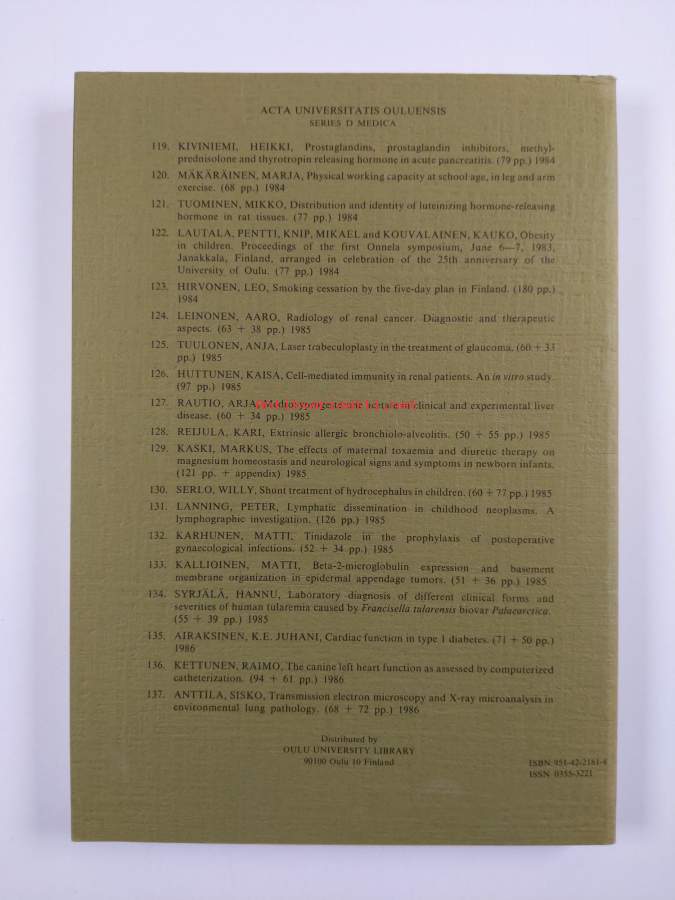 ACTA UNIVERSITATIS OULUENSIS
SERIES D MEDICA
119. KIVINIEMI, HEIKKI, Prostaglandins, prostaglandin inhibitors, methyl-
prednisolone and thyrotropin releasing hormone in acute pancreatitis. (79 pp.) 1984
120. MÄKÄRÄINEN, MARJA, Physical working capacity at school age, in leg and arm
exercise. (68 pp.) 1984
121. TUOMINEN, MIKKO, Distribution and identity of luteinizing hormone-releasing
hormone in rat tissues. (77 pp.) 1984
122. LAUTALA, PENTTI, KNIP, MIKAEL and KOUVALAINEN, KAUKO, Obesity
in children. Proceedings of the first Onnela symposium, June 6—7, 1983,
Janakkala, Finland, arranged in celebration of the 25th anniversary of the
University of Oulu. (77 pp.) 1984
123. HIRVONEN, LEO, Smoking cessation by the five-day plan in Finland. (180 pp.)
1984
124. LEINONEN, AARO, Radiology of renal cancer. Diagnostic and therapeutic
aspects. (63 + 38 pp.) 1985
125. TUULONEN, ANJA, Laser trabeculoplasty in the treatment of glaucoma. (60 + 33
pp.) 1985
126. HUTTUNEN, KAISA, Cell-mediated immunity in renal patients. An in vitro study.
(97 pp.) 1985
127. RAUTIO, ARJA, clinical and experimental liver
disease. (60 + 34 pp.) 1985
128. REIJULA, KARI, Extrinsic allergic bronchiolo-alveolitis. (50 + 55 pp.) 1985
129. KASKI, MARKUS, The effects of maternal toxaemia and diuretic therapy on
magnesium homeostasis and neurological signs and symptoms in newborn infants.
(121 pp. + appendix) 1985
130. SERLO, WILLY, Shunt treatment of hydrocephalus in children. (60 + 77 pp.) 1985
131. LANNING, PETER, Lymphatic dissemination in childhood neoplasms. A
lymphographic investigation. (126 pp.) 1985
132. KARHUNEN, MATTI, Tinidazole in the prophylaxis of postoperative
gynaecological infections. (52 + 34 pp.) 1985
133. KALLIOINEN, MATTI, Beta-2-microglobulin expression and basement
membrane organization in epidermal appendage tumors. (51 + 36 pp.) 1985
134. SYRJÄLÄ, HANNU, Laboratory diagnosis of different clinical forms and
severities of human tularemia caused by Francisella tularensis biovar Palaearctica.
(55 + 39 pp.) 1985
135. AIRAKSINEN, K.E. JUHANI, Cardiac function in type 1 diabetes. (71 + 50 pp.)
1986
136. KETTUNEN, RAIMO, The canine left heart function as assessed by computerized
catheterization. (94 + 61 pp.) 1986
137. ANTTILA, SISKO, Transmission electron microscopy and X-ray microanalysis in
environmental lung pathology. (68 + 72 pp.) 1986
Distributed by
OULU UNIVERSITY LIBRARY
90100 Oulu 10 Finland
ISBN 951-42-2181-4
ISSN 0355-3221